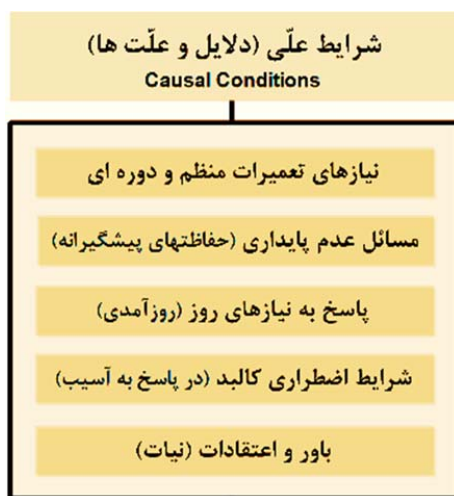 شرایط علّی (دلایل و علّت ها)
Causal Conditions
نیازهای تعمیرات منظم و دوره ای
مسائل عدم پایداری (حفاظتهای پیشگیرانه)
پاسخ به نیازهای روز (روزآمدی)
شرایط اضطراری کالبد (در پاسخ به آسیب)
باور و اعتقادات (نیات)